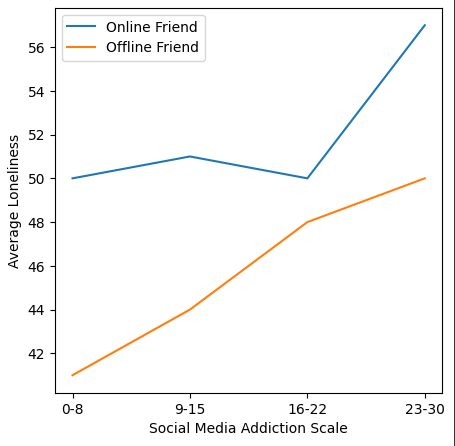 Online Friend
Offline Friend
56
54
52
50
48
46
44
42
Average Loneliness
0-8 9-15 16-22 23-30
Social Media Addiction Scale